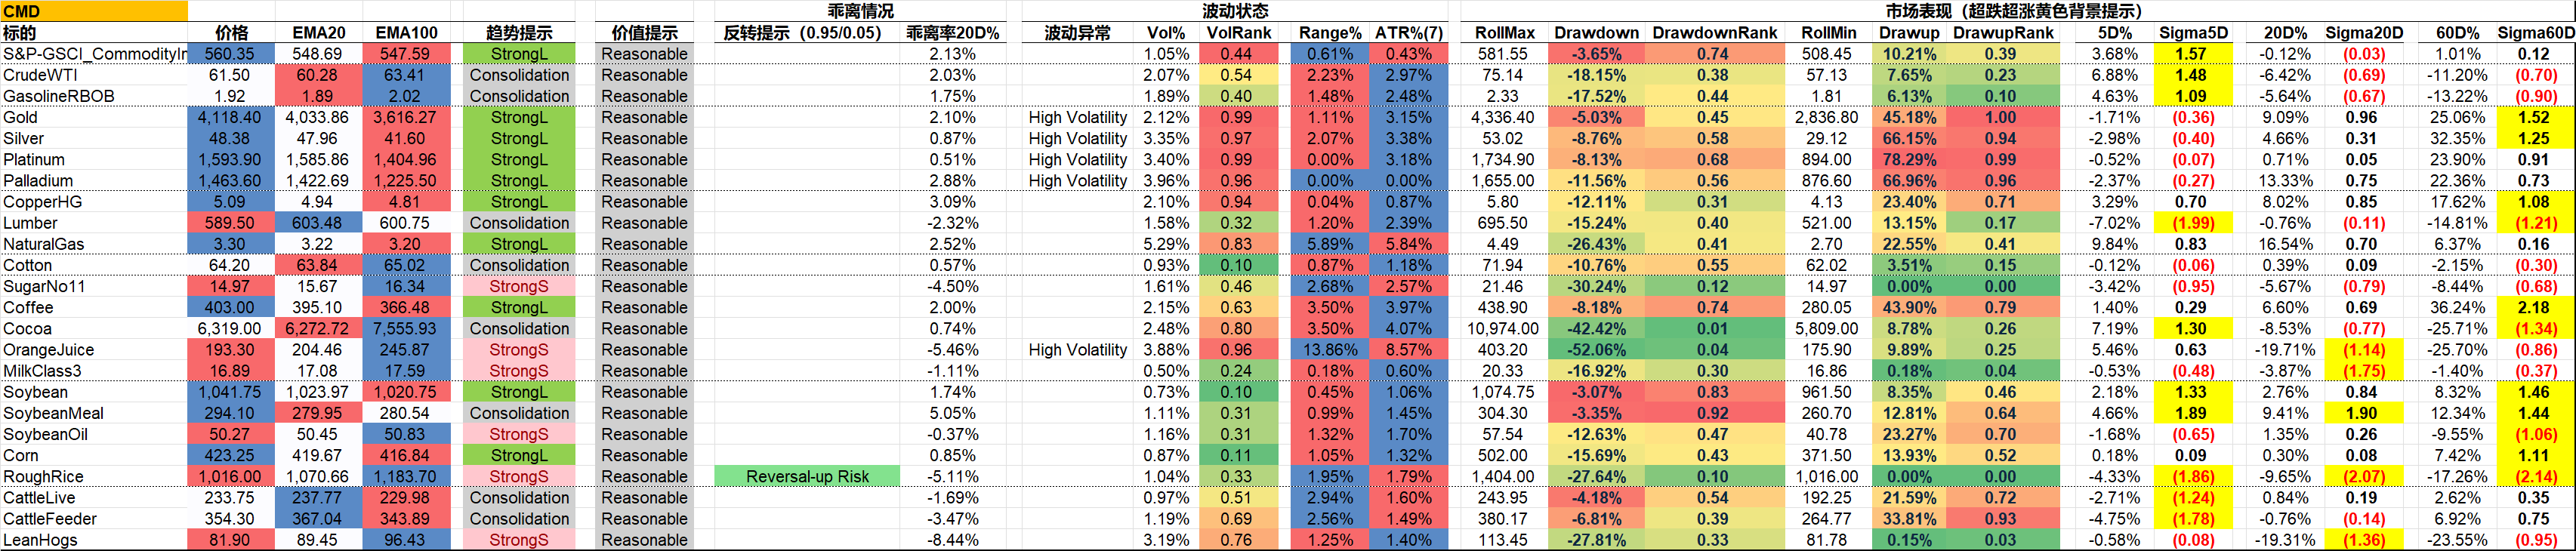 CMD 乖离情况 波动状态 市场表现（超跌超涨黄色背景提示）
标的 价格 EMA20 EMA100 趋势提示 价值提示 反转提示（0.95/0.05） 乖离率20D% 波动异常 Vol% VolRank Range% ATR%(7) RollMax Drawdown DrawdownRank RollMin Drawup DrawupRank 5D% Sigma5D 20D% Sigma20D 60D% Sigma60D
S&P-GSCI_CommodityIn 560.35 548.69 547.59 StrongL Reasonable 2.13% 1.05% 0.44 0.61% 0.43% 581.55 -3.65% 0.74 508.45 10.21% 0.39 3.68% 1.57 -0.12% (0.03) 1.01% 0.12
CrudeWTI 61.50 60.28 63.41 Consolidation Reasonable 2.03% 2.07% 0.54 2.23% 2.97% 75.14 -18.15% 0.38 57.13 7.65% 0.23 6.88% 1.48 -6.42% (0.69) -11.20% (0.70)
GasolineRBOB 1.92 1.89 2.02 Consolidation Reasonable 1.75% 1.89% 0.40 1.48% 2.48% 2.33 -17.52% 0.44 1.81 6.13% 0.10 4.63% 1.09 -5.64% (0.67) -13.22% (0.90)
Gold 4,118.40 4,033.86 3,616.27 StrongL Reasonable 2.10% High Volatility 2.12% 0.99 1.11% 3.15% 4,336.40 -5.03% 0.45 2,836.80 45.18% 1.00 -1.71% (0.36) 9.09% 0.96 25.06% 1.52
Silver 48.38 47.96 41.60 StrongL Reasonable 0.87% High Volatility 3.35% 0.97 2.07% 3.38% 53.02 -8.76% 0.58 29.12 66.15% 0.94 -2.98% (0.40) 4.66% 0.31 32.35% 1.25
Platinum 1,593.90 1,585.86 1,404.96 StrongL Reasonable 0.51% High Volatility 3.40% 0.99 0.00% 3.18% 1,734.90 -8.13% 0.68 894.00 78.29% 0.99 -0.52% (0.07) 0.71% 0.05 23.90% 0.91
Palladium 1,463.60 1,422.69 1,225.50 StrongL Reasonable 2.88% High Volatility 3.96% 0.96 0.00% 0.00% 1,655.00 -11.56% 0.56 876.60 66.96% 0.96 -2.37% (0.27) 13.33% 0.75 22.36% 0.73
CopperHG 5.09 4.94 4.81 StrongL Reasonable 3.09% 2.10% 0.94 0.04% 0.87% 5.80 -12.11% 0.31 4.13 23.40% 0.71 3.29% 0.70 8.02% 0.85 17.62% 1.08
Lumber 589.50 603.48 600.75 Consolidation Reasonable -2.32% 1.58% 0.32 1.20% 2.39% 695.50 -15.24% 0.40 521.00 13.15% 0.17 -7.02% (1.99) -0.76% (0.11) -14.81% (1.21)
NaturalGas 3.30 3.22 3.20 StrongL Reasonable 2.52% 5.29% 0.83 5.89% 5.84% 4.49 -26.43% 0.41 2.70 22.55% 0.41 9.84% 0.83 16.54% 0.70 6.37% 0.16
Cotton 64.20 63.84 65.02 Consolidation Reasonable 0.57% 0.93% 0.10 0.87% 1.18% 71.94 -10.76% 0.55 62.02 3.51% 0.15 -0.12% (0.06) 0.39% 0.09 -2.15% (0.30)
SugarNo11 14.97 15.67 16.34 StrongS Reasonable -4.50% 1.61% 0.46 2.68% 2.57% 21.46 -30.24% 0.12 14.97 0.00% 0.00 -3.42% (0.95) -5.67% (0.79) -8.44% (0.68)
Coffee 403.00 395.10 366.48 StrongL Reasonable 2.00% 2.15% 0.63 3.50% 3.97% 438.90 -8.18% 0.74 280.05 43.90% 0.79 1.40% 0.29 6.60% 0.69 36.24% 2.18
Cocoa 6,319.00 6,272.72 7,555.93 Consolidation Reasonable 0.74% 2.48% 0.80 3.50% 4.07% 10,974.00 -42.42% 0.01 5,809.00 8.78% 0.26 7.19% 1.30 -8.53% (0.77) -25.71% (1.34)
OrangeJuice 193.30 204.46 245.87 StrongS Reasonable -5.46% High Volatility 3.88% 0.96 13.86% 8.57% 403.20 -52.06% 0.04 175.90 9.89% 0.25 5.46% 0.63 -19.71% (1.14) -25.70% (0.86)
MilkClass3 16.89 17.08 17.59 StrongS Reasonable -1.11% 0.50% 0.24 0.18% 0.60% 20.33 -16.92% 0.30 16.86 0.18% 0.04 -0.53% (0.48) -3.87% (1.75) -1.40% (0.37)
Soybean 1,041.75 1,023.97 1,020.75 StrongL Reasonable 1.74% 0.73% 0.10 0.45% 1.06% 1,074.75 -3.07% 0.83 961.50 8.35% 0.46 2.18% 1.33 2.76% 0.84 8.32% 1.46
SoybeanMeal 294.10 279.95 280.54 Consolidation Reasonable 5.05% 1.11% 0.31 0.99% 1.45% 304.30 -3.35% 0.92 260.70 12.81% 0.64 4.66% 1.89 9.41% 1.90 12.34% 1.44
SoybeanOil 50.27 50.45 50.83 StrongS Reasonable -0.37% 1.16% 0.31 1.32% 1.70% 57.54 -12.63% 0.47 40.78 23.27% 0.70 -1.68% (0.65) 1.35% 0.26 -9.55% (1.06)
Corn 423.25 419.67 416.84 StrongL Reasonable 0.85% 0.87% 0.11 1.05% 1.32% 502.00 -15.69% 0.43 371.50 13.93% 0.52 0.18% 0.09 0.30% 0.08 7.42% 1.11
RoughRice 1,016.00 1,070.66 1,183.70 StrongS Reasonable Reversal-up Risk -5.11% 1.04% 0.33 1.95% 1.79% 1,404.00 -27.64% 0.10 1,016.00 0.00% 0.00 -4.33% (1.86) -9.65% (2.07) -17.26% (2.14)
CattleLive 233.75 237.77 229.98 Consolidation Reasonable -1.69% 0.97% 0.51 2.94% 1.60% 243.95 -4.18% 0.54 192.25 21.59% 0.72 -2.71% (1.24) 0.84% 0.19 2.62% 0.35
CattleFeeder 354.30 367.04 343.89 Consolidation Reasonable -3.47% 1.19% 0.69 2.56% 1.49% 380.17 -6.81% 0.39 264.77 33.81% 0.93 -4.75% (1.78) -0.76% (0.14) 6.92% 0.75
LeanHogs 81.90 89.45 96.43 StrongS Reasonable -8.44% 3.19% 0.76 1.25% 1.40% 113.45 -27.81% 0.33 81.78 0.15% 0.03 -0.58% (0.08) -19.31% (1.36) -23.55% (0.95)